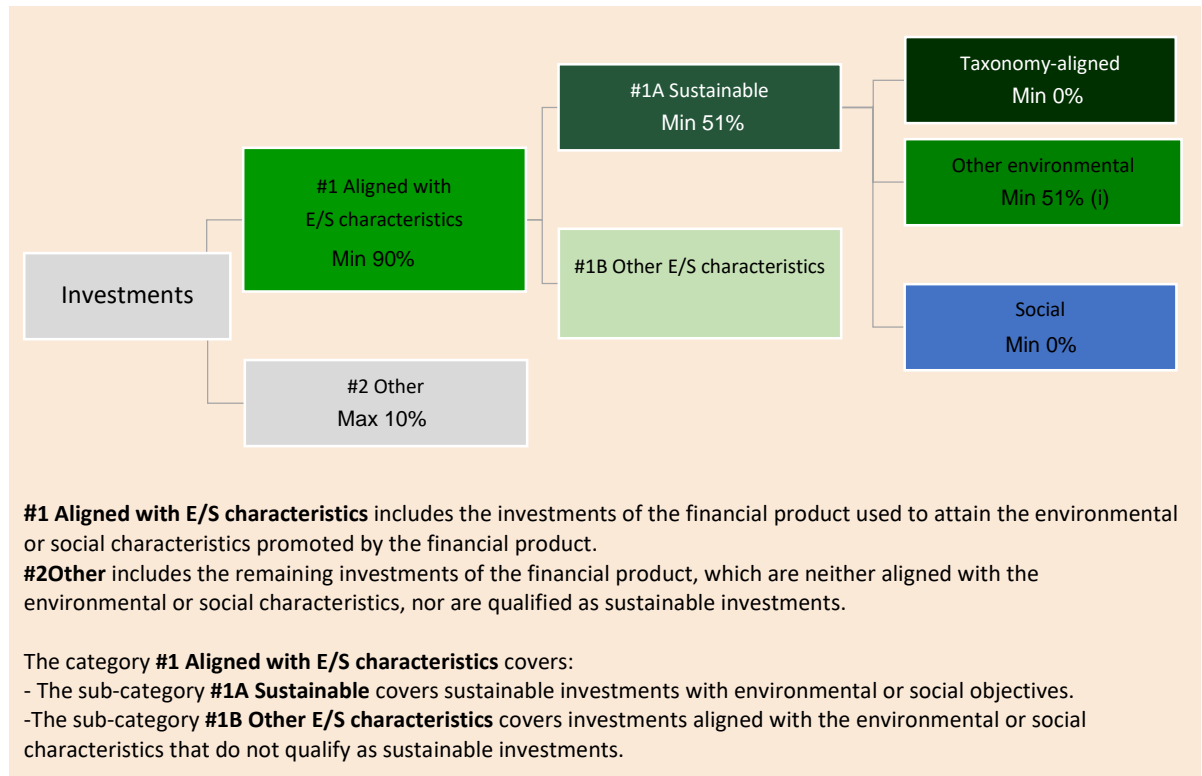 Taxonomy-aligned
Min 0%
#1A Sustainable
Min 51%
Other environmental
Min 51% (i)
#1 Aligned with
E/S characteristics
Min 90%
#1B Other E/S characteristics
Investments
Social
Min 0%
#2 Other
Max 10%
#1 Aligned with E/S characteristics includes the investments of the financial product used to attain the environmental
or social characteristics promoted by the financial product.
#2Other includes the remaining investments of the financial product, which are neither aligned with the
environmental or social characteristics, nor are qualified as sustainable investments.
The category #1 Aligned with E/S characteristics covers:
- The sub-category #1A Sustainable covers sustainable investments with environmental or social objectives.
-The sub-category #1B Other E/S characteristics covers investments aligned with the environmental or social
characteristics that do not qualify as sustainable investments.